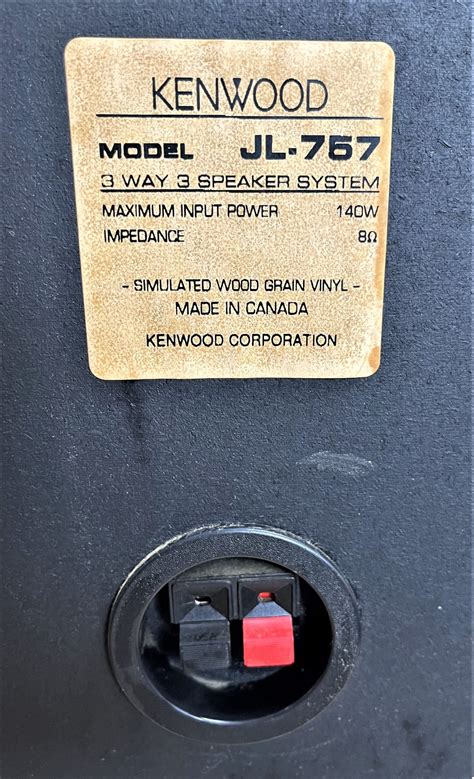 KENWOOD
MODEL JL-757
3 WAY 3 SPEAKER SYSTEM
MAXIMUM INPUT POWER 140W
IMPEDANCE 8Ω
- SIMULATED WOOD GRAIN VINYL -
MADE IN CANADA
KENWOOD CORPORATION